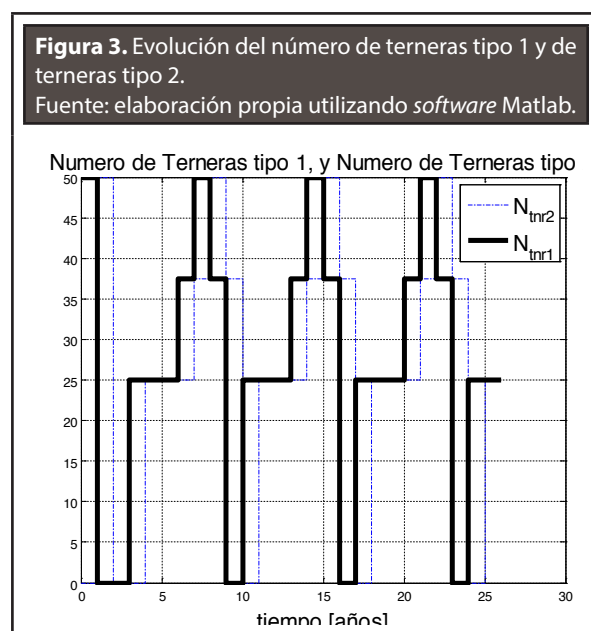 Figura 3. Evolución del número de terneras tipo 1 y de
terneras tipo 2.
Fuente: elaboración propia utilizando software Matlab.
Numero de Terneras tipo 1, y Numero de Terneras tipo
50
45
40
35
30
25
20
15
10
5
0
N_tnr2
N_tnr1
0 5 10 15 20 25 30
tiempo [años]